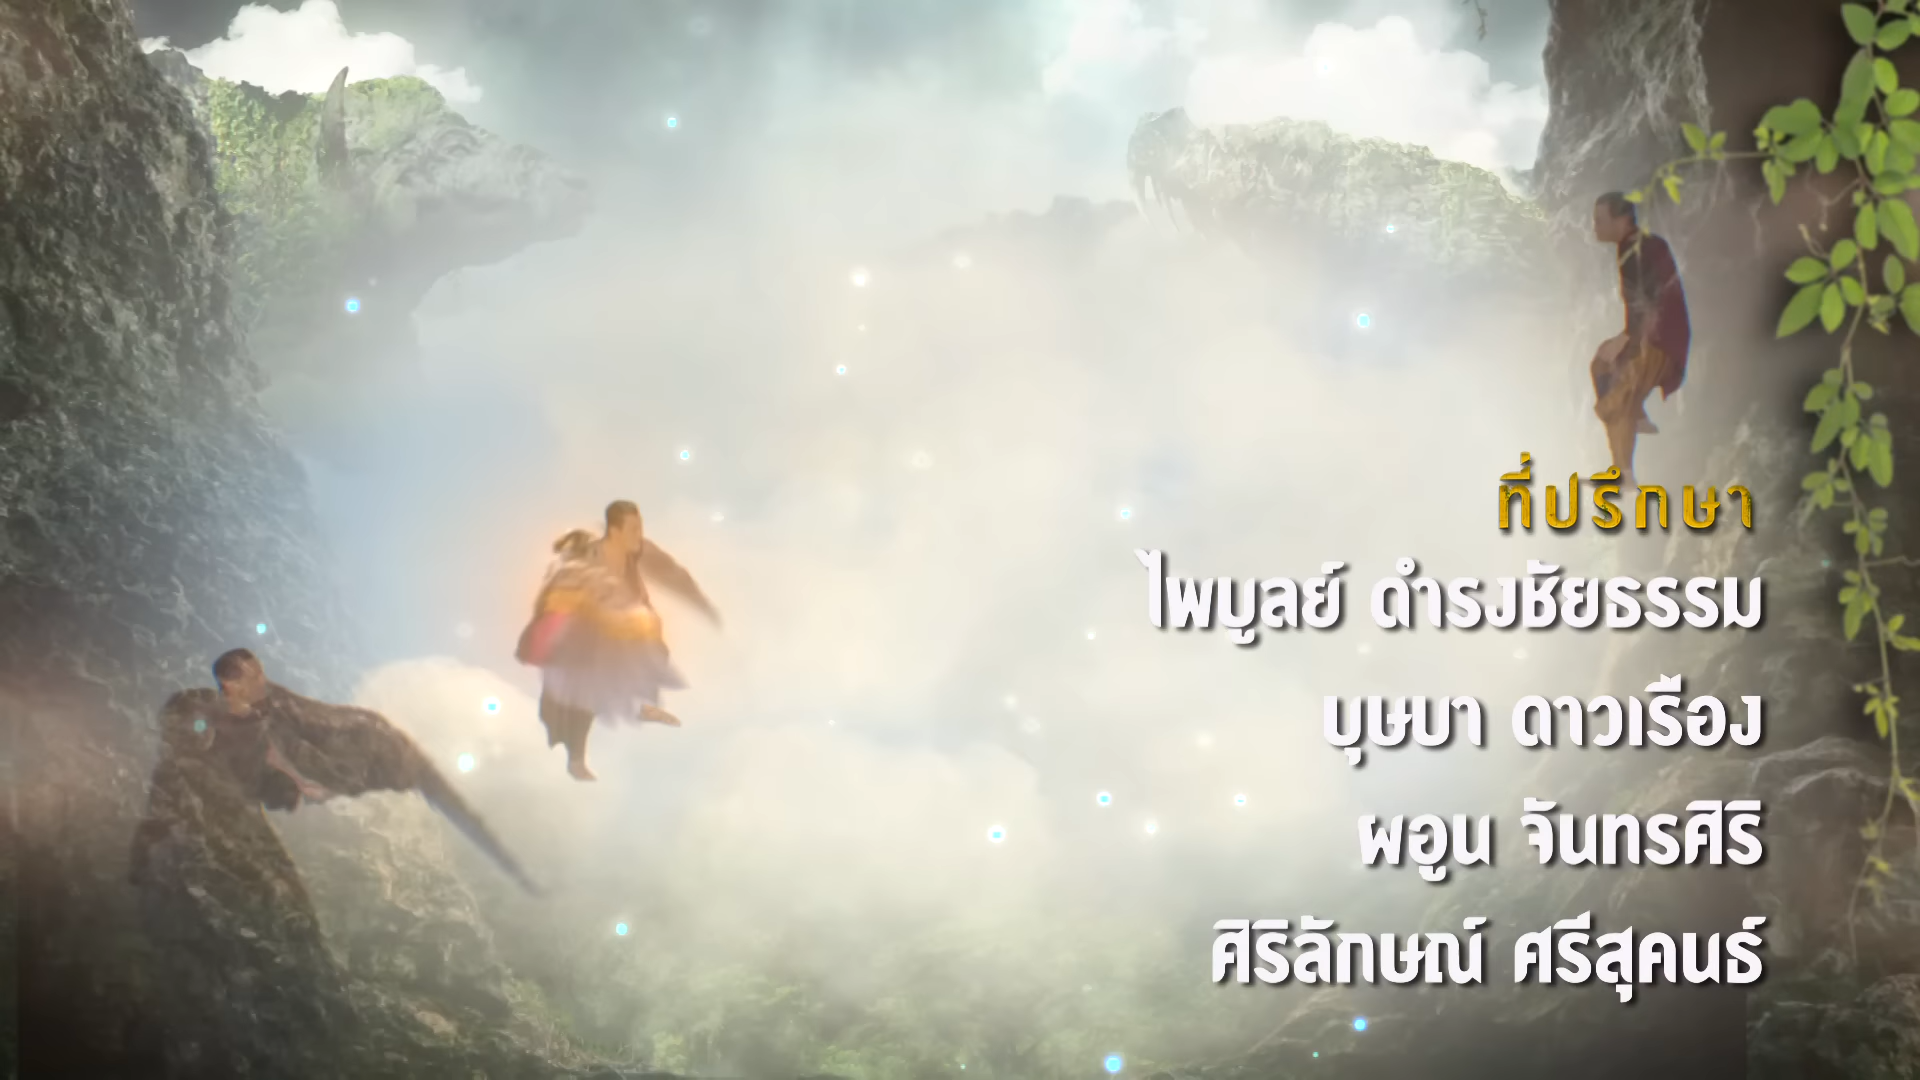 ที่ปรึกษา
ไพบูลย์ ดำรงชัยธรรม
บุษบา ดาวเรือง
ผอูน จันทรศิริ
ศิริลักษณ์ ศรีสุคนธ์